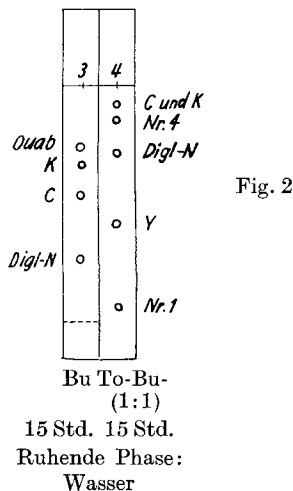 3 4
C und K
Nr. 4
Ouab
Digl-N
K
C
Fig. 2
Y
Digl-N
Nr. 1
Bu To-Bu-
(1:1)
15 Std. 15 Std.
Ruhende Phase:
Wasser